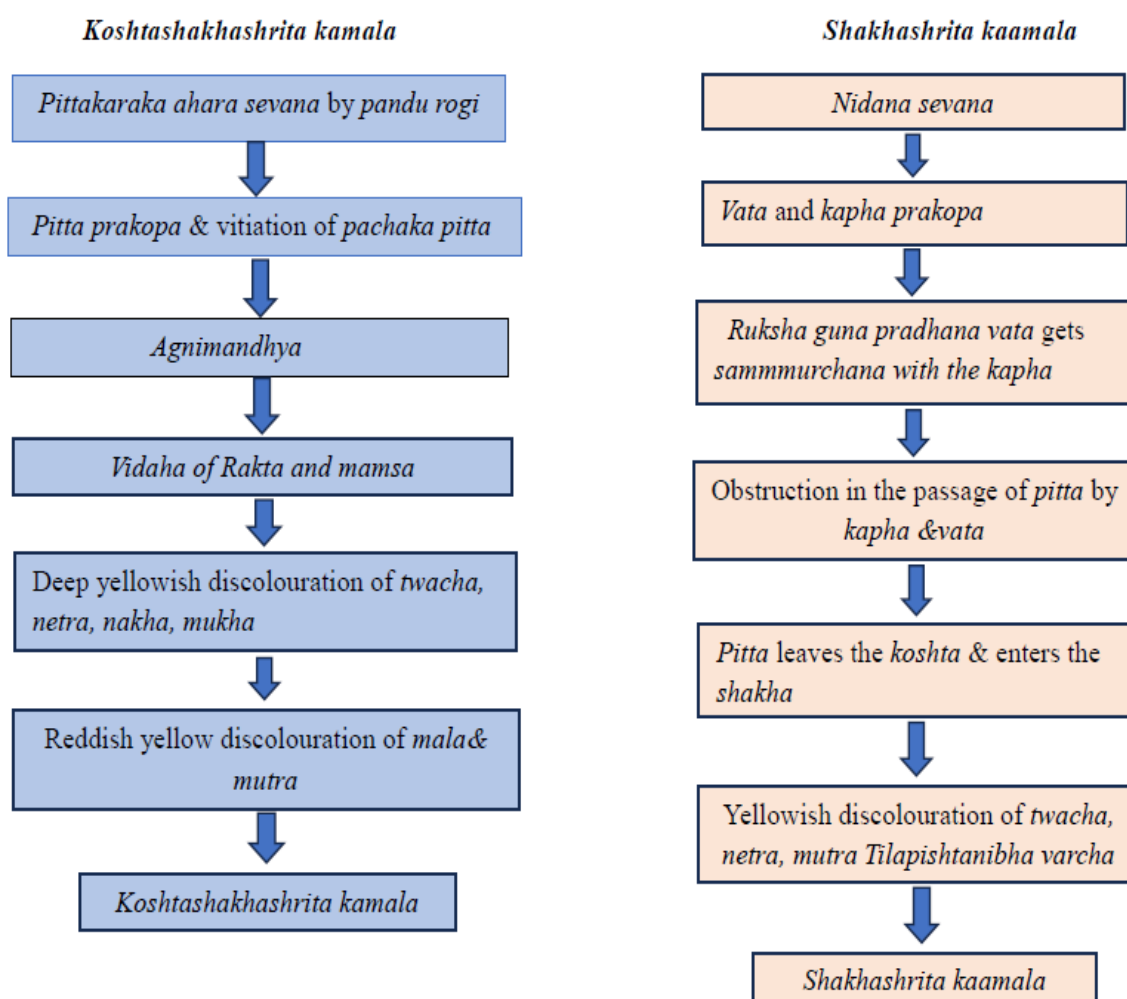 Koshtashakhashrita kamala
Pittakaraka ahara sevana by pandu rogi
Pitta prakopa & vitiation of pachaka pitta
Agnimandhya
Vidaha of Rakta and mamsa
Deep yellowish discolouration of twacha,
netra, nakha, mukha
Reddish yellow discolouration of mala&
mutra
Koshtashakhashrita kamala
Shakhashrita kaamala
Nidana sevana
Vata and kapha prakopa
Ruksha guna pradhana vata gets
sammmurchana with the kapha
Obstruction in the passage of pitta by
kapha &vata
Pitta leaves the koshta & enters the
shakha
Yellowish discolouration of twacha,
netra, mutra Tilapishtanibha varcha
Shakhashrita kaamala